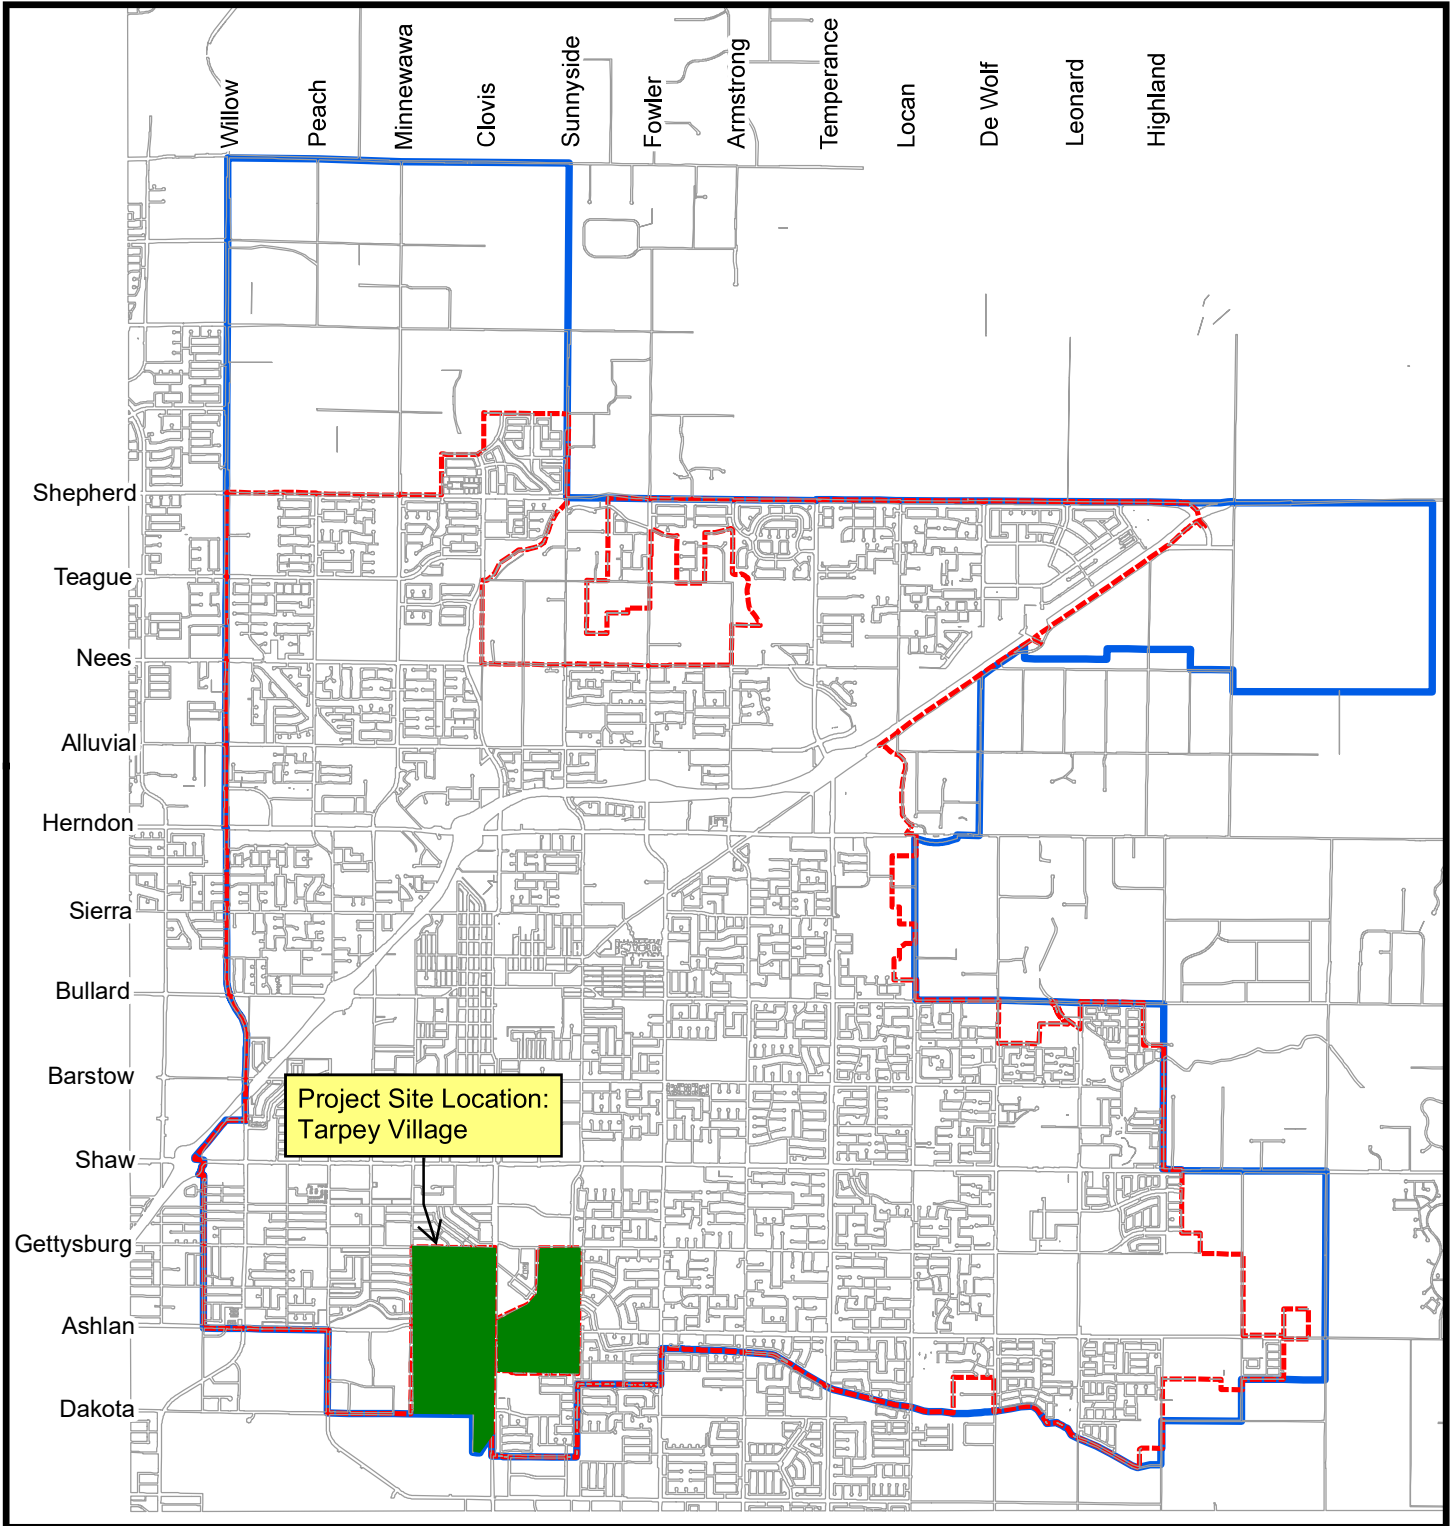 Willow
Peach
Minnewawa
Clovis
Sunnyside
Fowler
Armstrong
Temperance
Locan
De Wolf
Leonard
Highland
Shepherd
Teague
Nees
Alluvial
Herndon
Sierra
Bullard
Barstow
Project Site Location:
Tarpey Village
Shaw
Gettysburg
Ashlan
Dakota